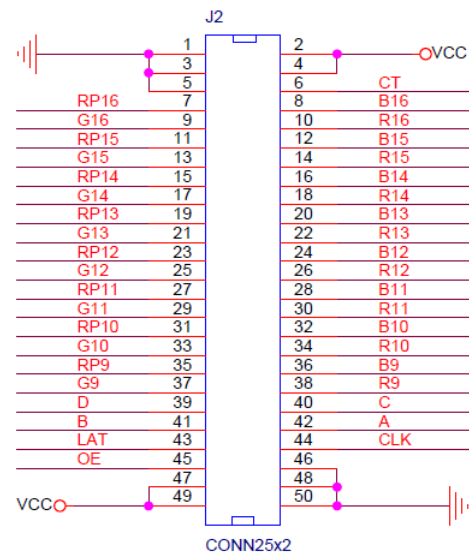 J2
1 2 VCC
3 4
5 6 CT
RP16 7 8 B16
G16 9 10 R16
RP15 11 12 B15
G15 13 14 R15
RP14 15 16 B14
G14 17 18 R14
RP13 19 20 B13
G13 21 22 R13
RP12 23 24 B12
G12 25 26 R12
RP11 27 28 B11
G11 29 30 R11
RP10 31 32 B10
G10 33 34 R10
RP9 35 36 B9
G9 37 38 R9
D 39 40 C
B 41 42 A
LAT 43 44 CLK
OE 45 46
47 48
VCC 49 50
CONN25x2